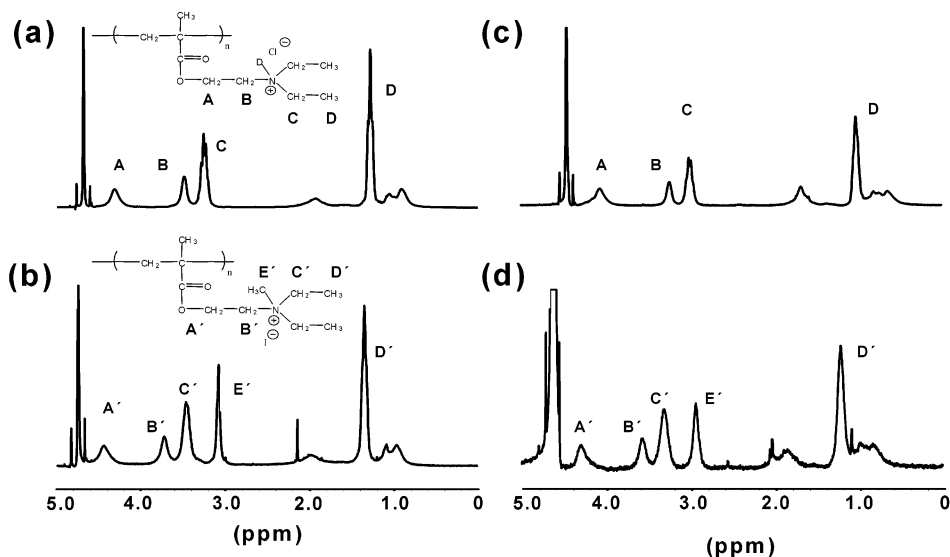 (a)
CH₃
CH₂ C n
C O
O CH₂ CH₂ N CH₂ CH₃
D Cl ⊖
⊕ CH₂ CH₃
A B
C D
A B C D
(c)
A B C D
(b)
CH₃
CH₂ C n
C O
E´ C´ D´
H₃C CH₂ CH₃
O CH₂ CH₂ N CH₂ CH₃
⊕
I ⊖
A´ B´
A´ B´ C´ E´ D´
5.0 4.0 3.0 2.0 1.0 0
(ppm)
(d)
A´ B´ C´ E´ D´
5.0 4.0 3.0 2.0 1.0 0
(ppm)